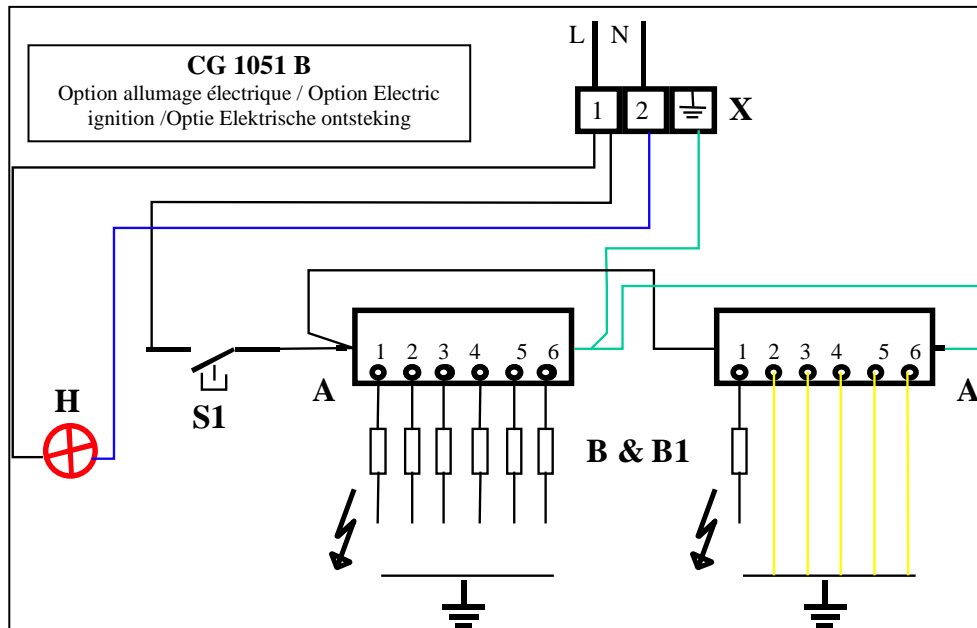 L N
CG 1051 B
Option allumage électrique / Option Electric
ignition /Optie Elektrische ontsteking
1 2 X
1 2 3 4 5 6
1 2 3 4 5 6
A
A
H
S1
B & B1